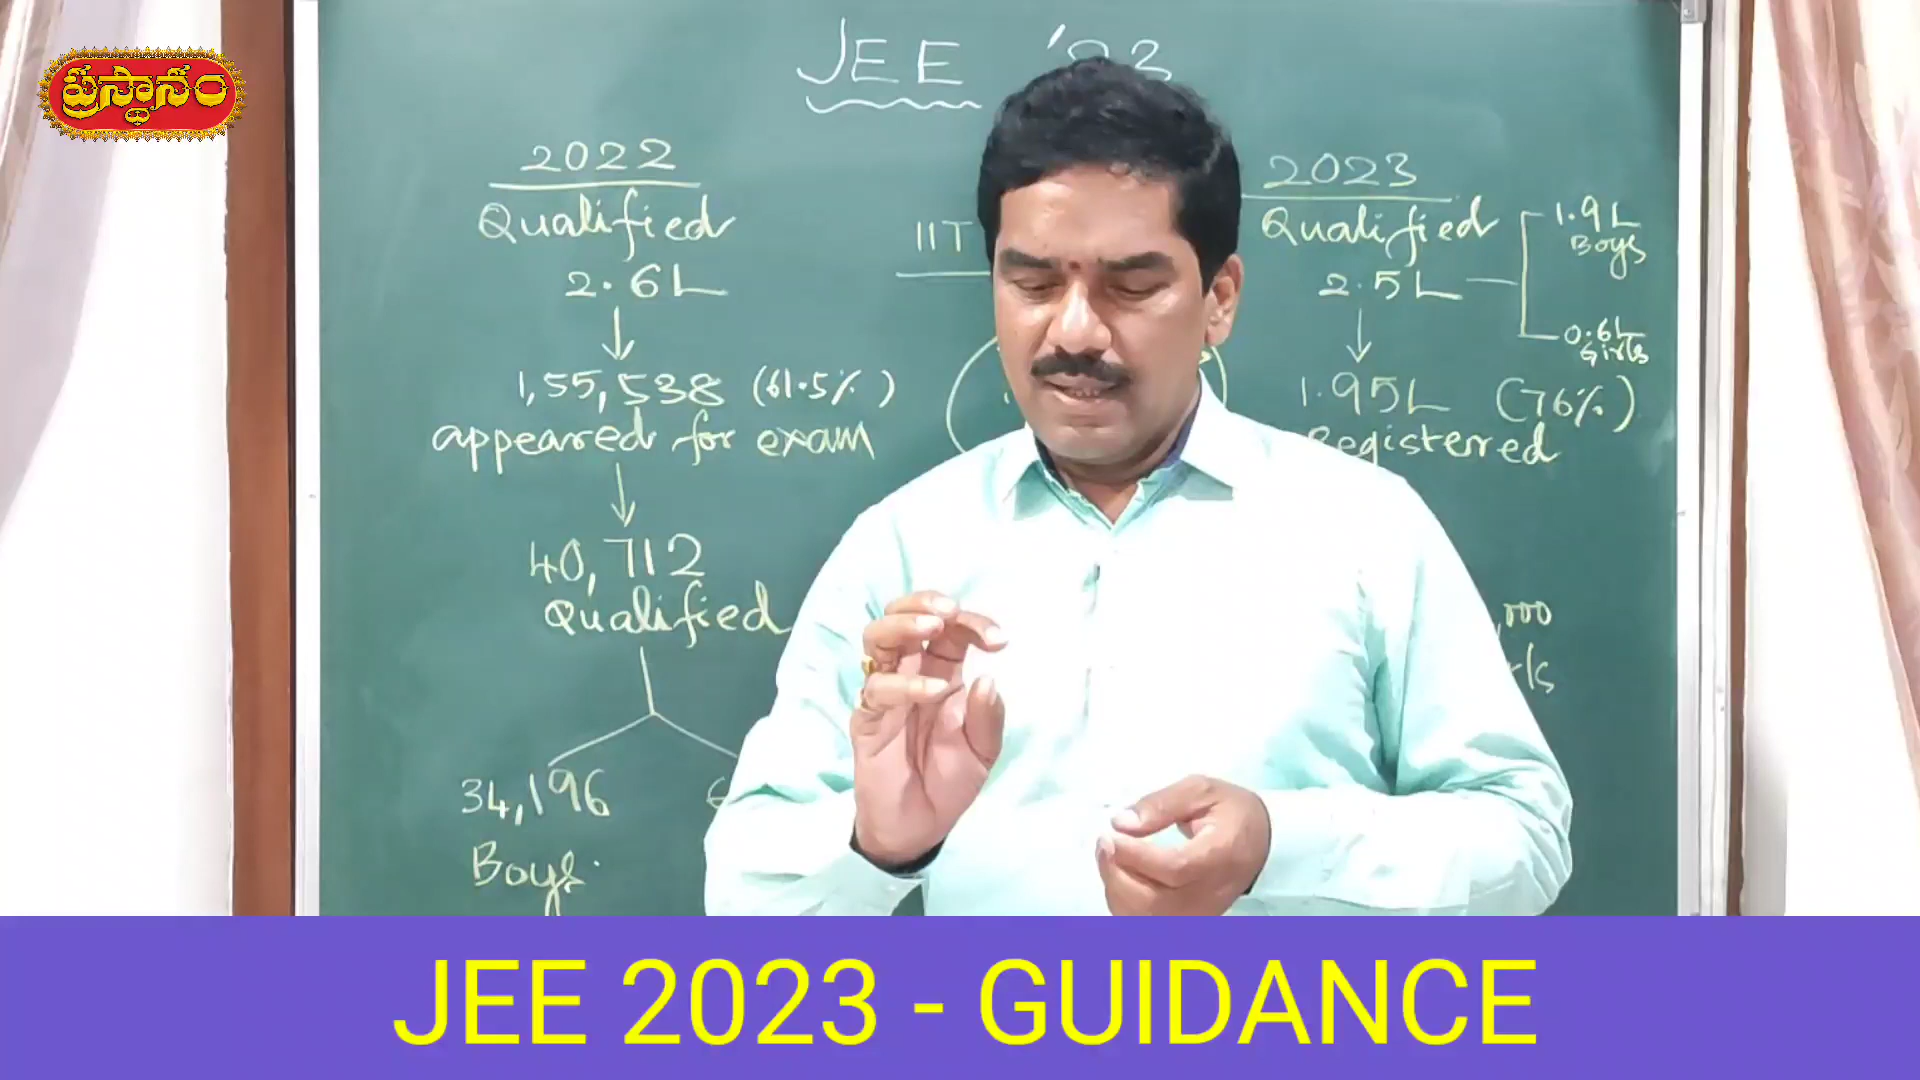 ప్రస్థానం
JEE '23
2022
Qualified
2.6L
1,55,538 (61.5%)
appeared for exam
40,712
Qualified
34,196
Boys.
IIT
2023
Qualified
2.5L
1.9L
Boys
0.6L
Girls
1.95L (76%)
Registerred
,000
JEE 2023 - GUIDANCE